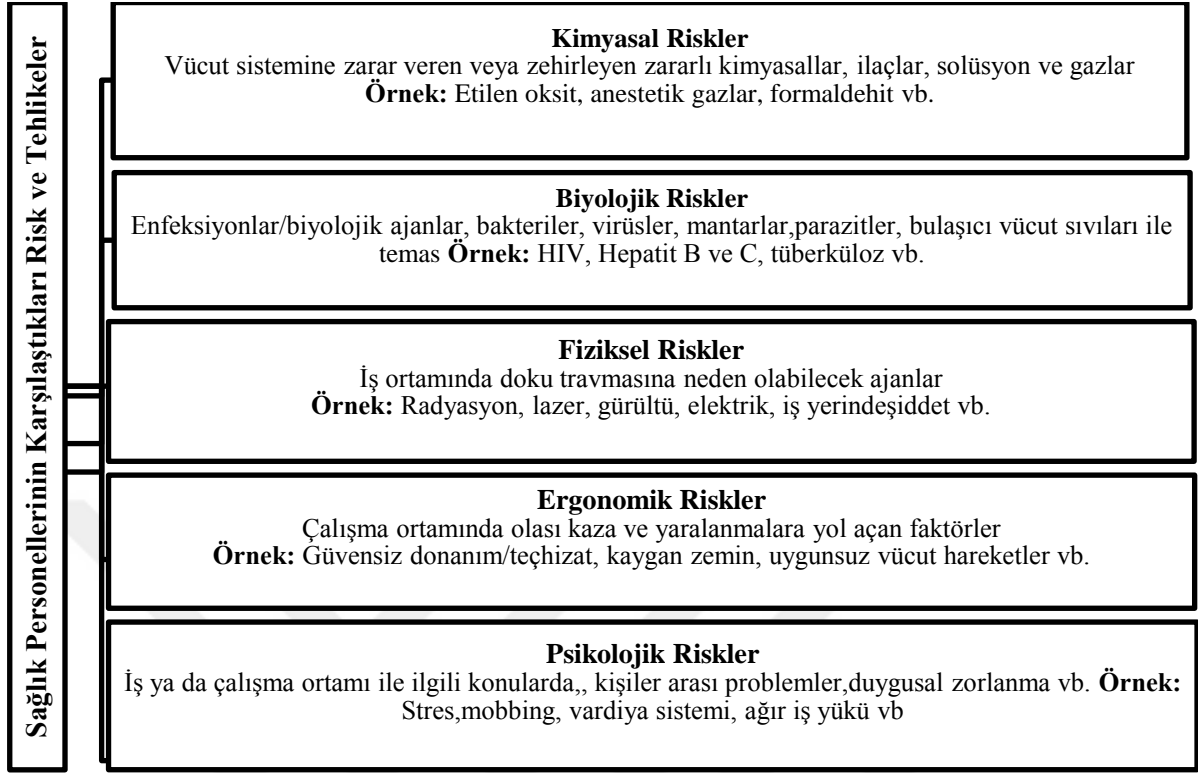 Sağlık Personellerinin Karşılaştıkları Risk ve Tehlikeler
Kimyasal Riskler
Vücut sistemine zarar veren veya zehirleyen zararlı kimyasallar, ilaçlar, solüsyon ve gazlar
Örnek: Etilen oksit, anestetik gazlar, formaldehit vb.
Biyolojik Riskler
Enfeksiyonlar/biyolojik ajanlar, bakteriler, virüsler, mantarlar,parazitler, bulaşıcı vücut sıvıları ile
temas Örnek: HIV, Hepatit B ve C, tüberküloz vb.
Fiziksel Riskler
İş ortamında doku travmasına neden olabilecek ajanlar
Örnek: Radyasyon, lazer, gürültü, elektrik, iş yerindeşiddet vb.
Ergonomik Riskler
Çalışma ortamında olası kaza ve yaralanmalara yol açan faktörler
Örnek: Güvensiz donanım/teçhizat, kaygan zemin, uygunsuz vücut hareketler vb.
Psikolojik Riskler
İş ya da çalışma ortamı ile ilgili konularda,, kişiler arası problemler,duygusal zorlanma vb. Örnek:
Stres,mobbing, vardiya sistemi, ağır iş yükü vb